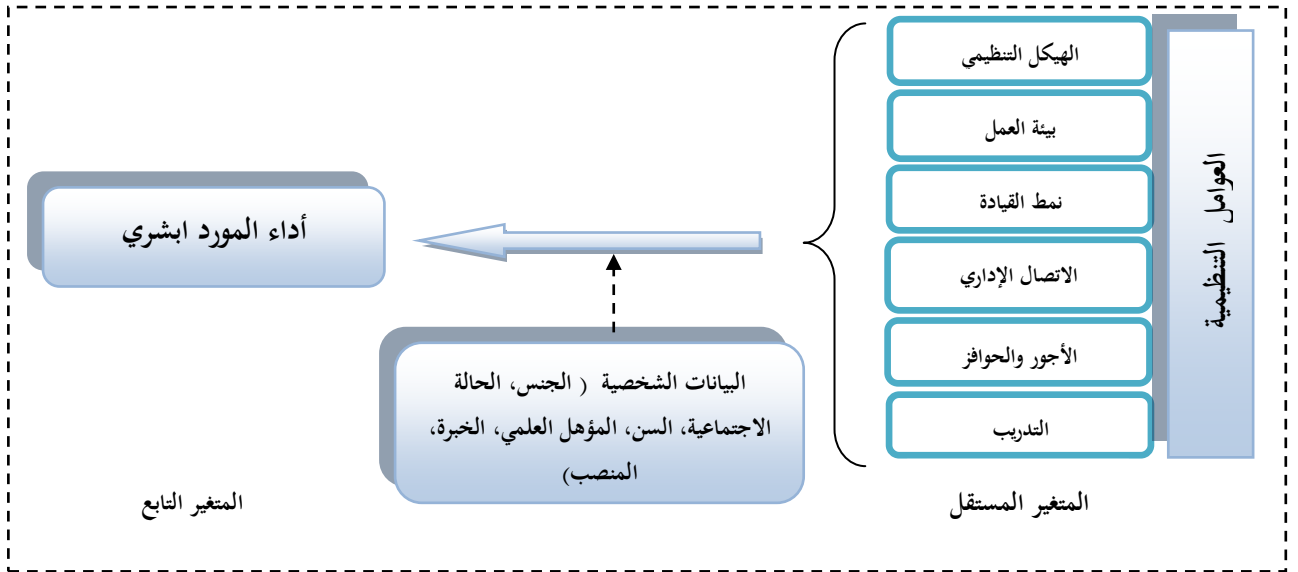 العوامل التنظيمية
الهيكل التنظيمي
بيئة العمل
نمط القيادة
الاتصال الإداري
الأجور والحوافز
التدريب
المتغير المستقل
البيانات الشخصية ( الجنس، الحالة
الاجتماعية، السن، المؤهل العلمي، الخبرة،
المنصب)
أداء المورد ابشري
المتغير التابع